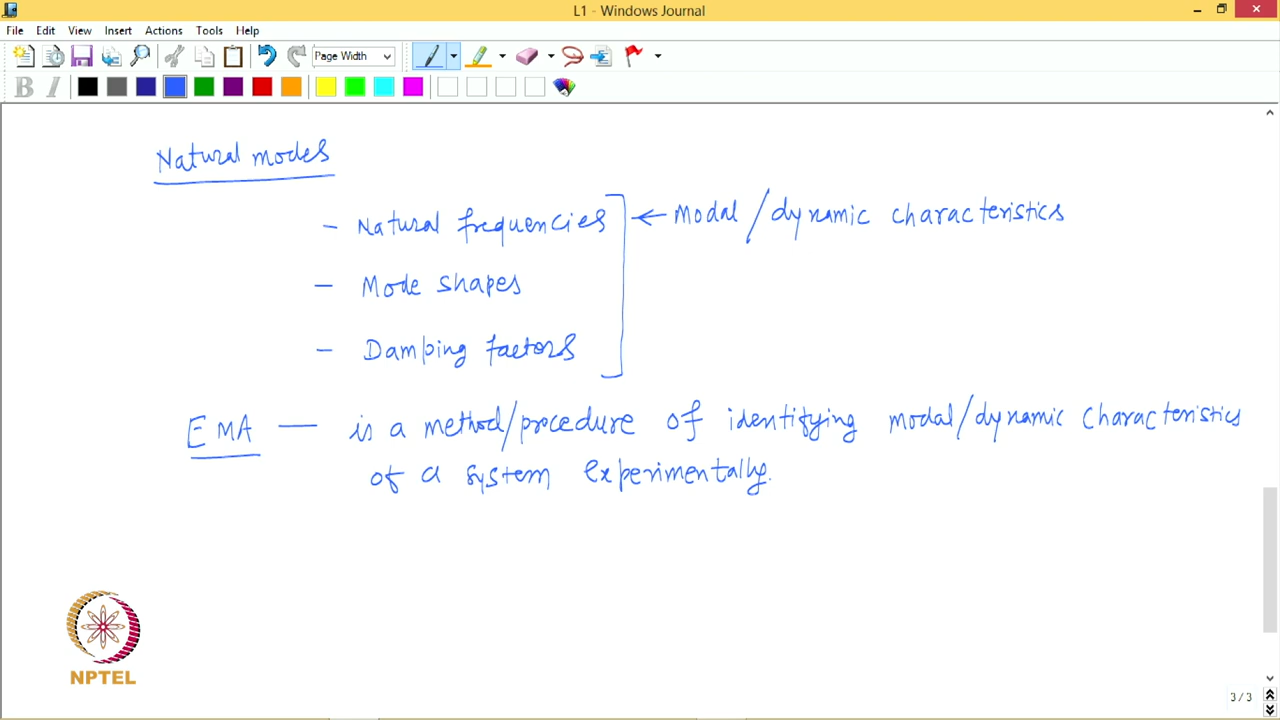 L1 - Windows Journal
File Edit View Insert Actions Tools Help
Page Width
B I
Natural modes
- Natural frequencies ← Modal/dynamic characteristics
- Mode shapes
- Damping factors
EMA — is a method/procedure of identifying modal/dynamic characteristics
of a system experimentally.
NPTEL
3 / 3